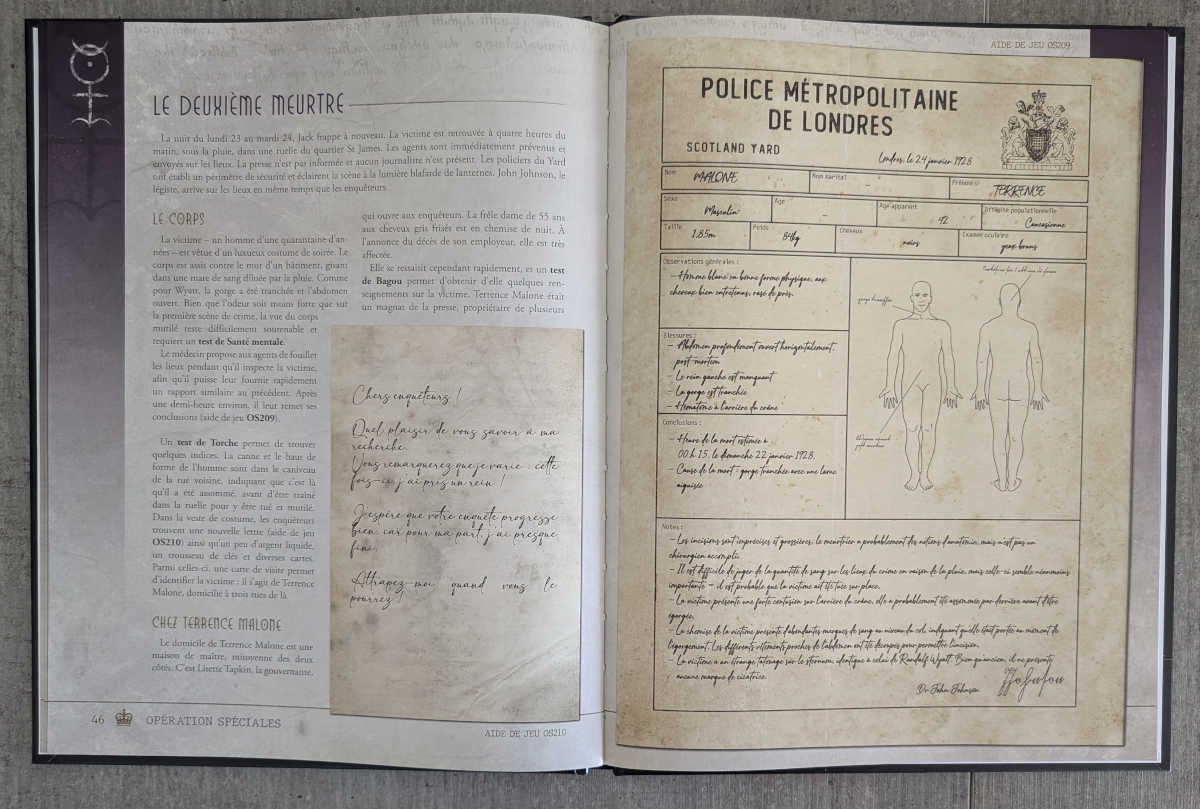 LE DEUXIÈME MEURTRE
La nuit du lundi 23 au mardi 24, Jack frappe à nouveau. La victime est retrouvée à quatre heures du
matin, sous la pluie, dans une ruelle du quartier St James. Les agents sont immédiatement prévenus et
envoyés sur les lieux. La presse n'est pas informée et aucun journaliste n'est présent. Les policiers du Yard
ont établi un périmètre de sécurité et éclairent la scène à la lumière blafarde de lanternes. John Johnson, le
légiste, arrive sur les lieux en même temps que les enquêteurs.
LE CORPS
La victime – un homme d'une quarantaine d'an-
nées – est vêtue d'un luxueux costume de soirée. Le
corps est assis contre le mur d'un bâtiment, gisant
dans une mare de sang diluée par la pluie. Comme
pour Wyatt, la gorge a été tranchée et l'abdomen
ouvert. Bien que l'odeur soit moins forte que sur
la première scène de crime, la vue du corps
mutilé reste difficilement soutenable et
requiert un test de Santé mentale.
Le médecin propose aux agents de fouiller
les lieux pendant qu'il inspecte la victime,
afin qu'il puisse leur fournir rapidement
un rapport similaire au précédent. Après
une demi-heure environ, il leur remet ses
conclusions (aide de jeu OS209).
Un test de Torche permet de trouver
quelques indices. La canne et le haut de
forme de l'homme sont dans le caniveau
de la rue voisine, indiquant que c'est là
qu'il a été assommé, avant d'être traîné
dans la ruelle pour y être tué et mutilé.
Dans la veste de costume, les enquêteurs
trouvent une nouvelle lettre (aide de jeu
OS210) ainsi qu'un peu d'argent liquide,
un trousseau de clés et diverses cartes.
Parmi celles-ci, une carte de visite permet
d'identifier la victime : il s'agit de Terrence
Malone, domicilié à trois rues de là.
CHEZ TERRENCE MALONE
Le domicile de Terrence Malone est une
maison de maître, mitoyenne des deux
côtés. C'est Lisette Tapkin, la gouvernante,
qui ouvre aux enquêteurs. La frêle dame de 55 ans
aux cheveux gris frisés est en chemise de nuit. À
l'annonce du décès de son employeur, elle est très
affectée.
Elle se ressaisit cependant rapidement, et un test
de Bagou permet d'obtenir d'elle quelques ren-
seignements sur la victime. Terrence Malone était
un magnat de la presse, propriétaire de plusieurs
Chers enquêteurs !
Quel plaisir de vous savoir à ma
recherche.
Vous remarquerez que je varie : cette
fois-ci, j'ai pris un rein !
J'espère que votre enquête progresse
bien car pour ma part, j'ai presque
fini.
Attrapez-moi quand vous le
pourrez !
46 OPÉRATION SPÉCIALES
AIDE DE JEU OS210
AIDE DE JEU OS209
POLICE MÉTROPOLITAINE
DE LONDRES
SCOTLAND YARD
Londres, le 24 janvier 1928
Nom MALONE Nom marital – Prénom(s) TERRENCE
Sexe Masculin Age – Age apparent 42 Origine populationnelle Caucasienne
Taille 1,85m Poids 84kg Cheveux noirs Examen oculaire yeux bruns
Observations générales :
– Homme blanc en bonne forme physique, aux
cheveux bien entretenus, rasé de près.
Blessures :
– Abdomen profondément ouvert horizontalement,
post-mortem
– Le rein gauche est manquant
– La gorge est tranchée
– Hématome à l'arrière du crâne
Conclusions :
– Heure de la mort estimée à
00 h 15, le dimanche 22 janvier 1928.
– Cause de la mort : gorge tranchée avec une lame
aiguisée
gorge
Notes :
– Les incisions sont imprécises et grossières, le meurtrier a probablement des notions d'anatomie, mais n'est pas un
chirurgien accompli.
– Il est difficile de juger de la quantité de sang sur les lieux du crime en raison de la pluie, mais celle-ci semble néanmoins
importante – il est probable que la victime ait été tuée sur place.
– La victime présente une forte contusion sur l'arrière du crâne, elle a probablement été assommée par derrière avant d'être
égorgée.
– La chemise de la victime présente d'abondantes marques de sang au niveau du col, indiquant qu'elle était portée au moment de
l'égorgement. Les différents vêtements proches de l'abdomen ont été découpés pour permettre l'incision.
– La victime a un étrange tatouage sur le sternum, identique à celui de Randalf Wyatt. Bien qu'ancien, il ne présente
aucune marque de cicatrice.
Dr. John Johnson